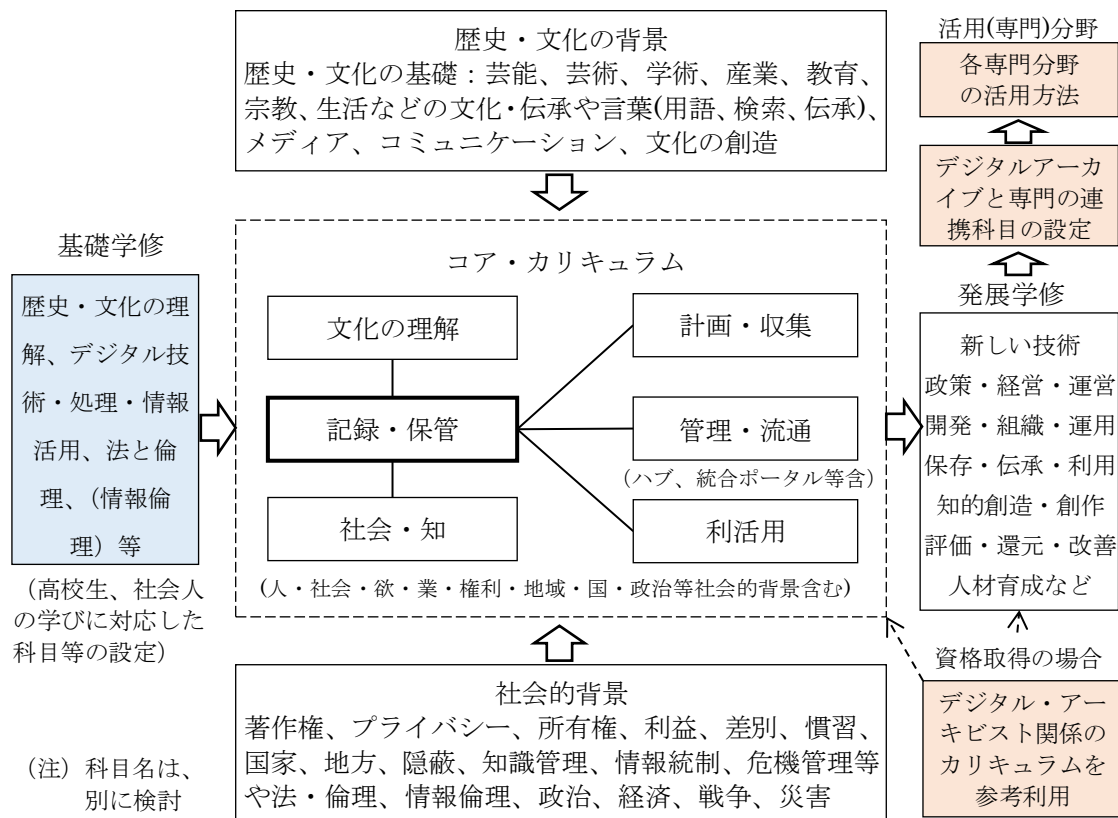 歴史・文化の背景
歴史・文化の基礎：芸能、芸術、学術、産業、教育、
宗教、生活などの文化・伝承や言葉(用語、検索、伝承)、
メディア、コミュニケーション、文化の創造
活用(専門)分野
各専門分野
の活用方法
デジタルアーカ
イブと専門の連
携科目の設定
基礎学修
歴史・文化の理
解、デジタル技
術・処理・情報
活用、法と倫
理、（情報倫
理）等
（高校生、社会人
の学びに対応した
科目等の設定）
コア・カリキュラム
文化の理解
記録・保管
社会・知
計画・収集
管理・流通
（ハブ、統合ポータル等含）
利活用
(人・社会・欲・業・権利・地域・国・政治等社会的背景含む)
発展学修
新しい技術
政策・経営・運営
開発・組織・運用
保存・伝承・利用
知的創造・創作
評価・還元・改善
人材育成など
資格取得の場合
デジタル・アー
キビスト関係の
カリキュラムを
参考利用
社会的背景
著作権、プライバシー、所有権、利益、差別、慣習、
国家、地方、隠蔽、知識管理、情報統制、危機管理等
や法・倫理、情報倫理、政治、経済、戦争、災害
（注）科目名は、
別に検討